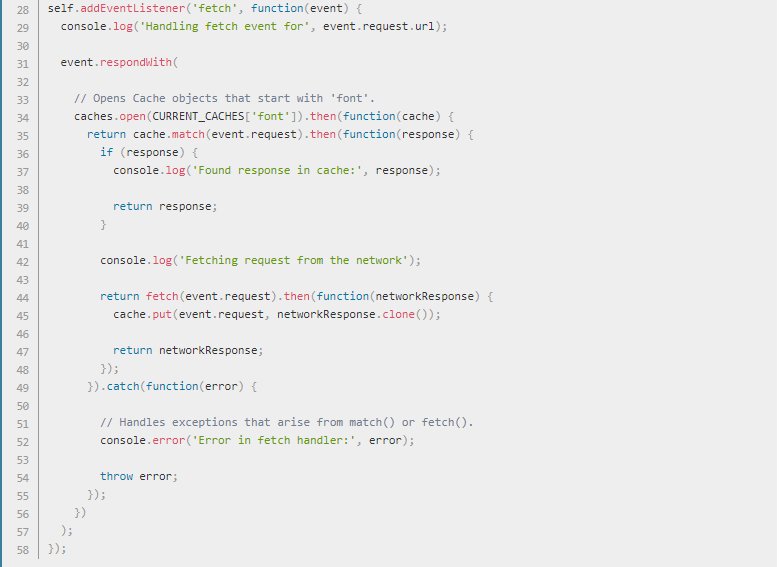 28 self.addEventListener('fetch', function(event) {
29   console.log('Handling fetch event for', event.request.url);
30
31   event.respondWith(
32
33     // Opens Cache objects that start with 'font'.
34     caches.open(CURRENT_CACHES['font']).then(function(cache) {
35       return cache.match(event.request).then(function(response) {
36         if (response) {
37           console.log('Found response in cache:', response);
38
39           return response;
40         }
41
42         console.log('Fetching request from the network');
43
44         return fetch(event.request).then(function(networkResponse) {
45           cache.put(event.request, networkResponse.clone());
46
47           return networkResponse;
48         });
49       }).catch(function(error) {
50
51         // Handles exceptions that arise from match() or fetch().
52         console.error('Error in fetch handler:', error);
53
54         throw error;
55       });
56     })
57   );
58 });